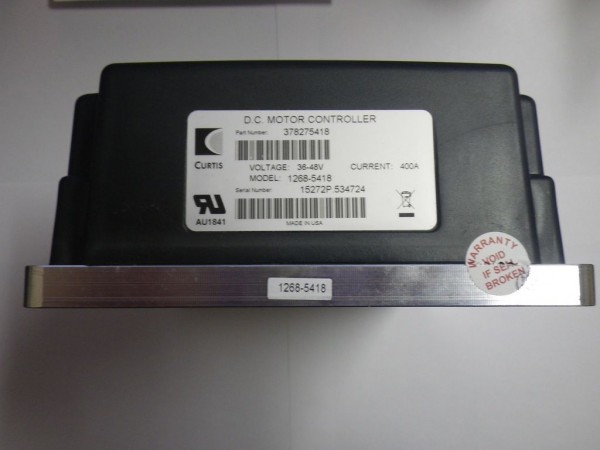 D.C. MOTOR CONTROLLER
Part Number: 378275418
CURTIS
VOLTAGE: 36-48V CURRENT: 400A
MODEL: 1268-5418
Serial Number: 15272P.534724
AU1841
MADE IN USA
WARRANTY
VOID
IF SEAL
BROKEN
1268-5418